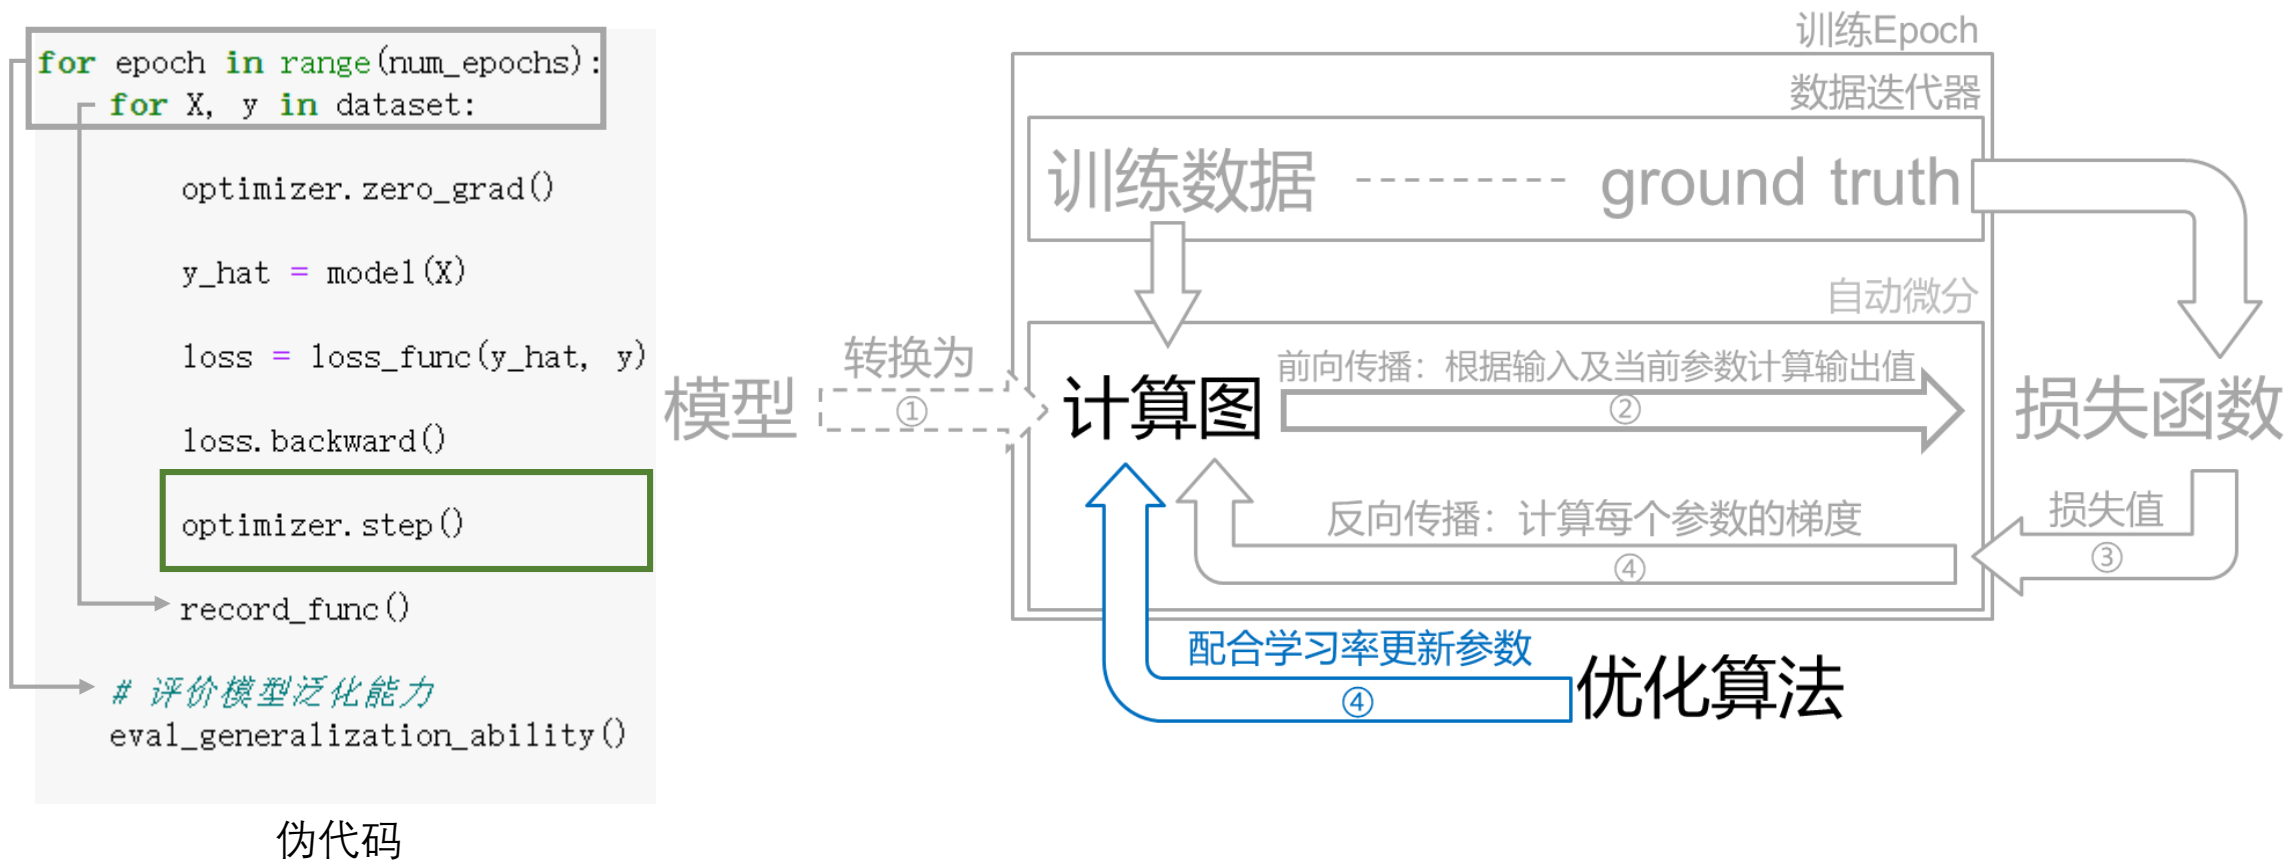 for epoch in range(num_epochs):
for X, y in dataset:
optimizer.zero_grad()
y_hat = model(X)
loss = loss_func(y_hat, y)
loss.backward()
optimizer.step()
record_func()
# 评价模型泛化能力
eval_generalization_ability()
伪代码
训练Epoch
数据迭代器
训练数据 --------- ground truth
自动微分
模型
转换为
①
计算图
前向传播：根据输入及当前参数计算输出值
②
损失函数
反向传播：计算每个参数的梯度
④
损失值
③
配合学习率更新参数
④
优化算法